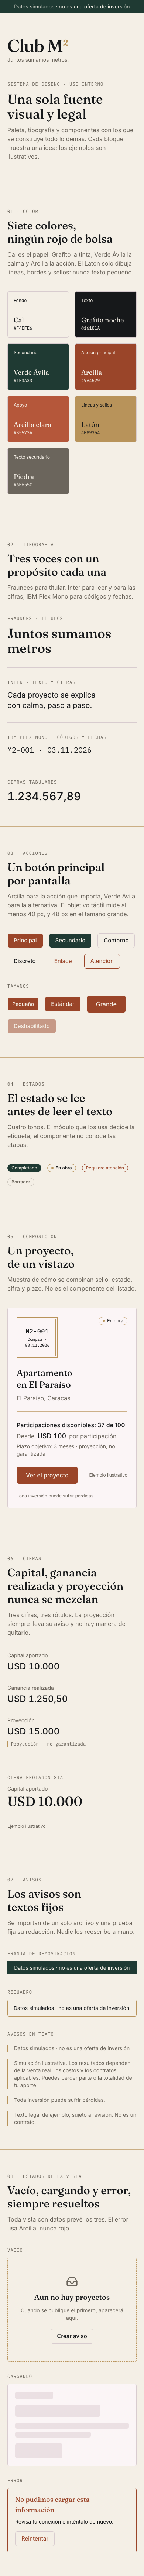 Datos simulados · no es una oferta de inversión
Club M²
Juntos sumamos metros.
SISTEMA DE DISEÑO · USO INTERNO
Una sola fuente
visual y legal
Paleta, tipografía y componentes con los que
se construye todo lo demás. Cada bloque
muestra una idea; los ejemplos son
ilustrativos.
01 · COLOR
Siete colores,
ningún rojo de bolsa
Cal es el papel, Grafito la tinta, Verde Ávila la
calma y Arcilla la acción. El Latón solo dibuja
líneas, bordes y sellos: nunca texto pequeño.
Fondo
Cal
#F4EFE6
Texto
Grafito noche
#16181A
Secundario
Verde Ávila
#1F3A33
Acción principal
Arcilla
#9A4529
Apoyo
Arcilla clara
#B5573A
Líneas y sellos
Latón
#B8935A
Texto secundario
Piedra
#6B655C
02 · TIPOGRAFÍA
Tres voces con un
propósito cada una
Fraunces para titular, Inter para leer y para las
cifras, IBM Plex Mono para códigos y fechas.
FRAUNCES · TÍTULOS
Juntos sumamos
metros
INTER · TEXTO Y CIFRAS
Cada proyecto se explica
con calma, paso a paso.
IBM PLEX MONO · CÓDIGOS Y FECHAS
M2-001 · 03.11.2026
CIFRAS TABULARES
1.234.567,89
03 · ACCIONES
Un botón principal
por pantalla
Arcilla para la acción que importa, Verde Ávila
para la alternativa. El objetivo táctil mide al
menos 40 px, y 48 px en el tamaño grande.
Principal
Secundario
Contorno
Discreto
Enlace
Atención
TAMAÑOS
Pequeño
Estándar
Grande
Deshabilitado
04 · ESTADOS
El estado se lee
antes de leer el texto
Cuatro tonos. El módulo que los usa decide la
etiqueta; el componente no conoce las
etapas.
Completado
En obra
Requiere atención
Borrador
05 · COMPOSICIÓN
Un proyecto,
de un vistazo
Muestra de cómo se combinan sello, estado,
cifra y plazo. No es el componente del listado.
M2-001
Compra ·
03.11.2026
En obra
Apartamento
en El Paraíso
El Paraíso, Caracas
Participaciones disponibles: 37 de 100
Desde USD 100 por participación
Plazo objetivo: 3 meses · proyección, no
garantizada
Ver el proyecto
Ejemplo ilustrativo
Toda inversión puede sufrir pérdidas.
06 · CIFRAS
Capital, ganancia
realizada y proyección
nunca se mezclan
Tres cifras, tres rótulos. La proyección
siempre lleva su aviso y no hay manera de
quitarlo.
Capital aportado
USD 10.000
Ganancia realizada
USD 1.250,50
Proyección
USD 15.000
Proyección · no garantizada
CIFRA PROTAGONISTA
Capital aportado
USD 10.000
Ejemplo ilustrativo
07 · AVISOS
Los avisos son
textos fijos
Se importan de un solo archivo y una prueba
fija su redacción. Nadie los reescribe a mano.
FRANJA DE DEMOSTRACIÓN
Datos simulados · no es una oferta de inversión
RECUADRO
Datos simulados · no es una oferta de inversión
AVISOS EN TEXTO
Datos simulados · no es una oferta de inversión
Simulación ilustrativa. Los resultados dependen
de la venta real, los costos y los contratos
aplicables. Puedes perder parte o la totalidad de
tu aporte.
Toda inversión puede sufrir pérdidas.
Texto legal de ejemplo, sujeto a revisión. No es un
contrato.
08 · ESTADOS DE LA VISTA
Vacío, cargando y error,
siempre resueltos
Toda vista con datos prevé los tres. El error
usa Arcilla, nunca rojo.
VACÍO
Aún no hay proyectos
Cuando se publique el primero, aparecerá
aquí.
Crear aviso
CARGANDO
ERROR
No pudimos cargar esta
información
Revisa tu conexión e inténtalo de nuevo.
Reintentar